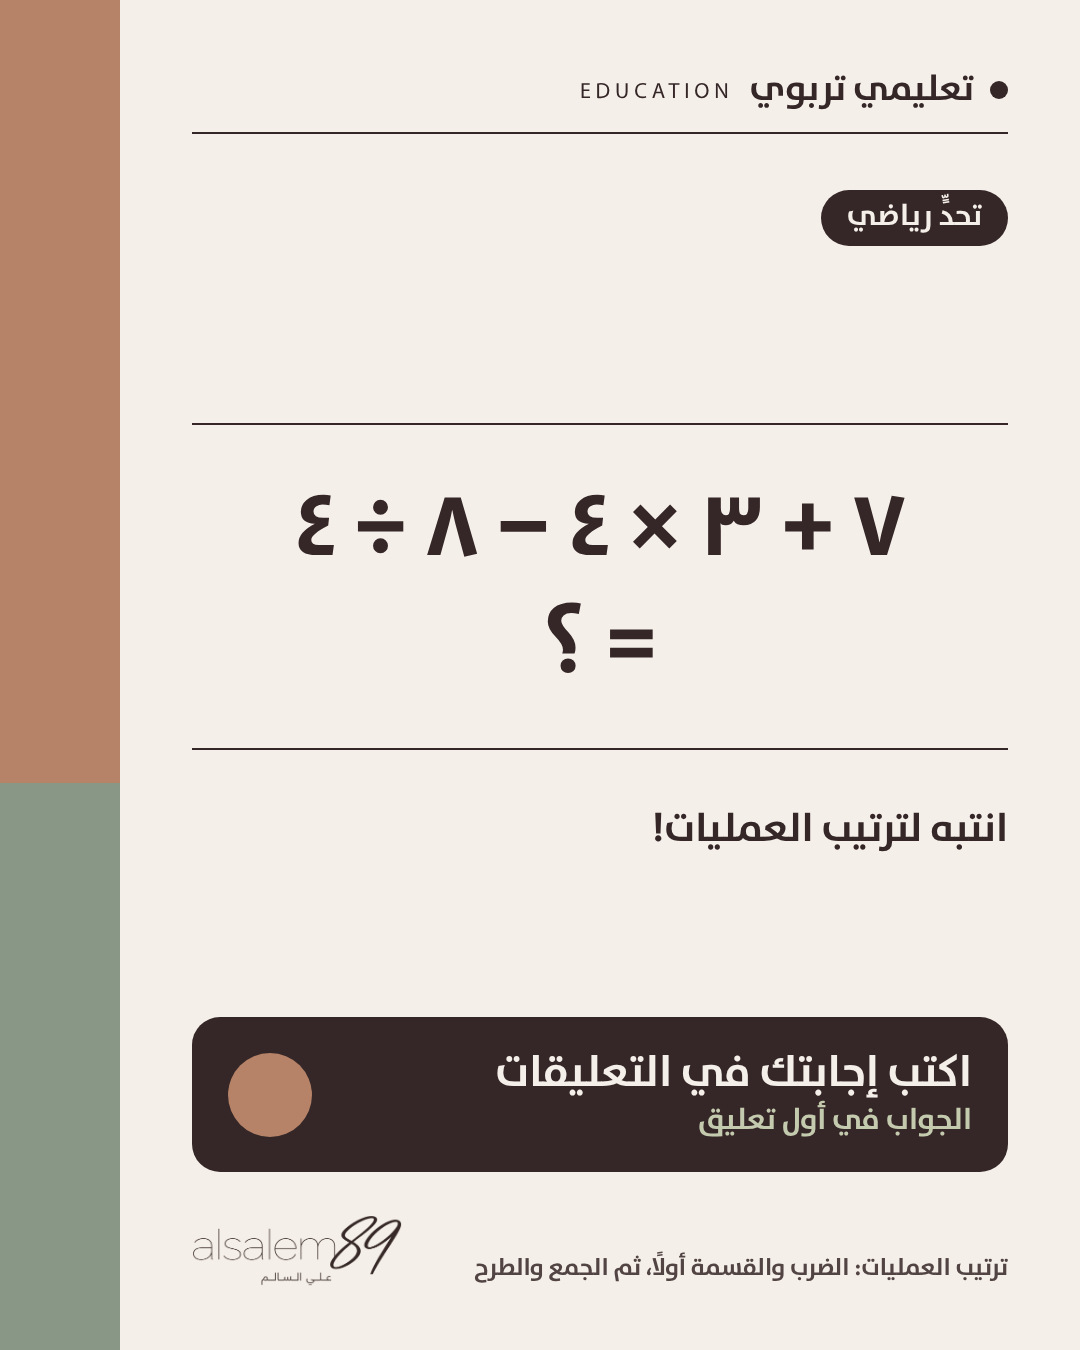 تعليمي تربوي EDUCATION
تحدٍّ رياضي
٧ + ٣ × ٤ − ٨ ÷ ٤
= ؟
انتبه لترتيب العمليات!
اكتب إجابتك في التعليقات
الجواب في أول تعليق
ترتيب العمليات: الضرب والقسمة أولًا، ثم الجمع والطرح
alsalem89
علي السالم